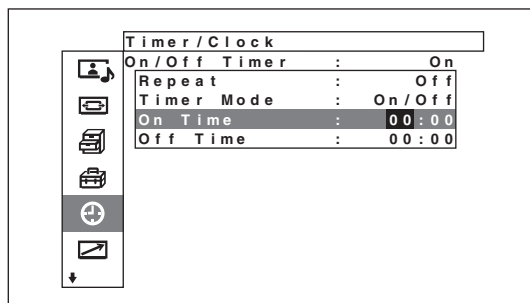 Timer/Clock
On/Off Timer : On
Repeat : Off
Timer Mode : On/Off
On Time : 00:00
Off Time : 00:00